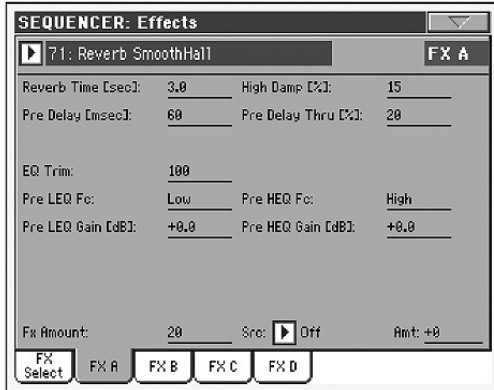 SEQUENCER: Effects
71: Reverb SmoothHall FX A
Reverb Time [sec]: 3.0 High Damp [%]: 15
Pre Delay [msec]: 60 Pre Delay Thru [%]: 20
EQ Trim: 100
Pre LEQ Fc: Low Pre HEQ Fc: High
Pre LEQ Gain [dB]: +0.0 Pre HEQ Gain [dB]: +0.0
Fx Amount: 20 Src: Off Amt: +0
FX Select FX A FX B FX C FX D